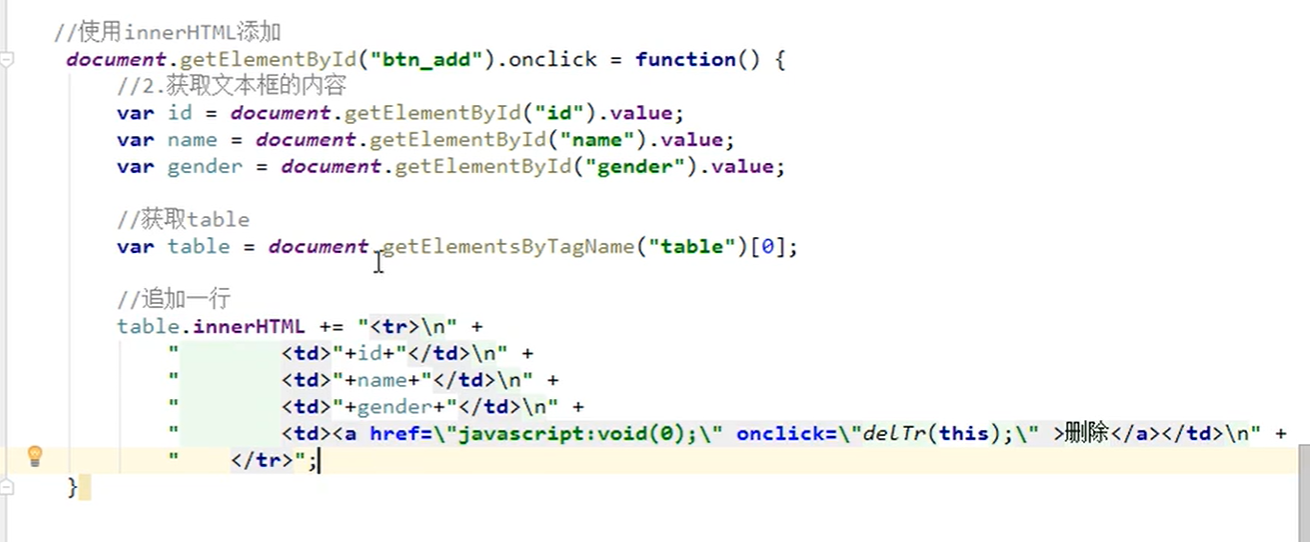 //使用innerHTML添加
document.getElementById("btn_add").onclick = function() {
//2.获取文本框的内容
var id = document.getElementById("id").value;
var name = document.getElementById("name").value;
var gender = document.getElementById("gender").value;
//获取table
var table = document.getElementsByTagName("table")[0];
//追加一行
table.innerHTML += "<tr>\n" +
"        <td>"+id+"</td>\n" +
"        <td>"+name+"</td>\n" +
"        <td>"+gender+"</td>\n" +
"        <td><a href=\"javascript:void(0);\" onclick=\"delTr(this);\" >删除</a></td>\n" +
"    </tr>";
}